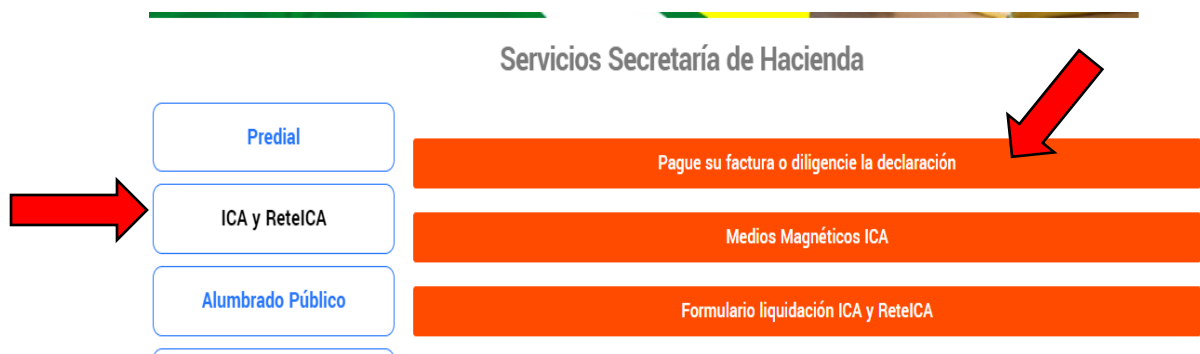 Servicios Secretaría de Hacienda
Predial
ICA y ReteICA
Alumbrado Público
Pague su factura o diligencie la declaración
Medios Magnéticos ICA
Formulario liquidación ICA y ReteICA